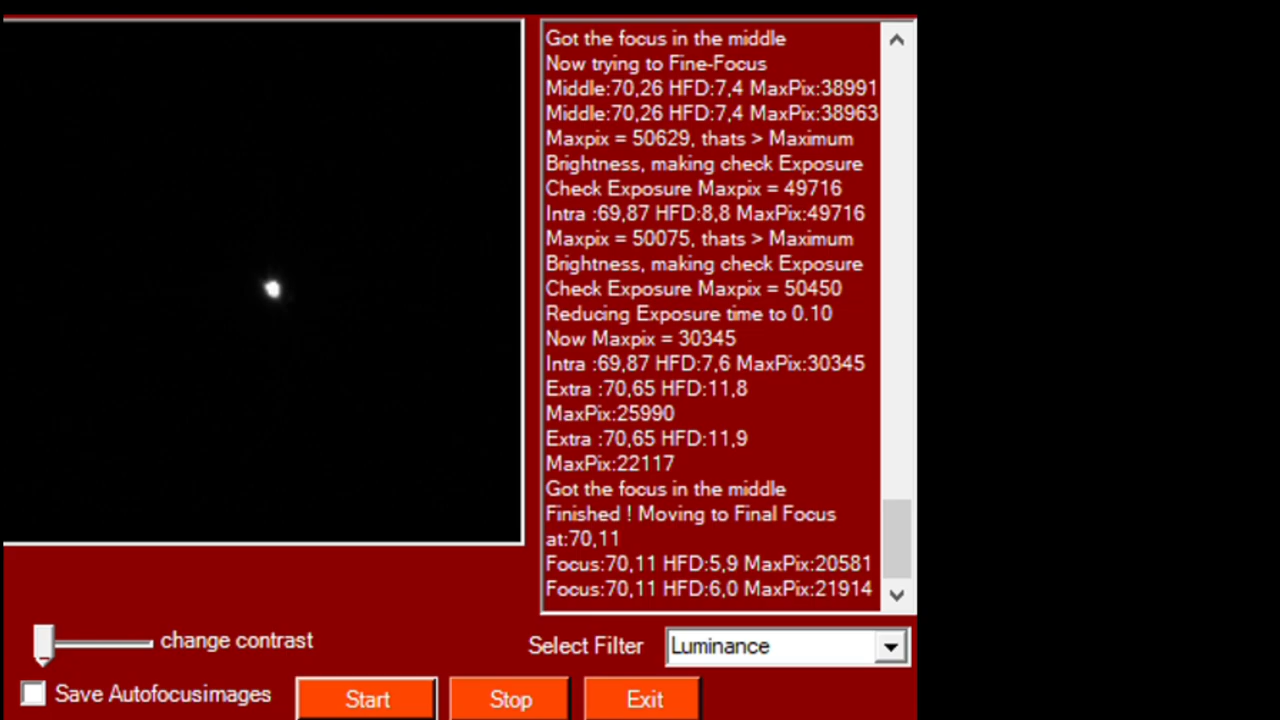 Got the focus in the middle
Now trying to Fine-Focus
Middle:70,26 HFD:7,4 MaxPix:38991
Middle:70,26 HFD:7,4 MaxPix:38963
Maxpix = 50629, thats > Maximum
Brightness, making check Exposure
Check Exposure Maxpix = 49716
Intra :69,87 HFD:8,8 MaxPix:49716
Maxpix = 50075, thats > Maximum
Brightness, making check Exposure
Check Exposure Maxpix = 50450
Reducing Exposure time to 0.10
Now Maxpix = 30345
Intra :69,87 HFD:7,6 MaxPix:30345
Extra :70,65 HFD:11,8
MaxPix:25990
Extra :70,65 HFD:11,9
MaxPix:22117
Got the focus in the middle
Finished ! Moving to Final Focus
at:70,11
Focus:70,11 HFD:5,9 MaxPix:20581
Focus:70,11 HFD:6,0 MaxPix:21914
change contrast
Select Filter
Luminance
Save Autofocusimages
Start
Stop
Exit